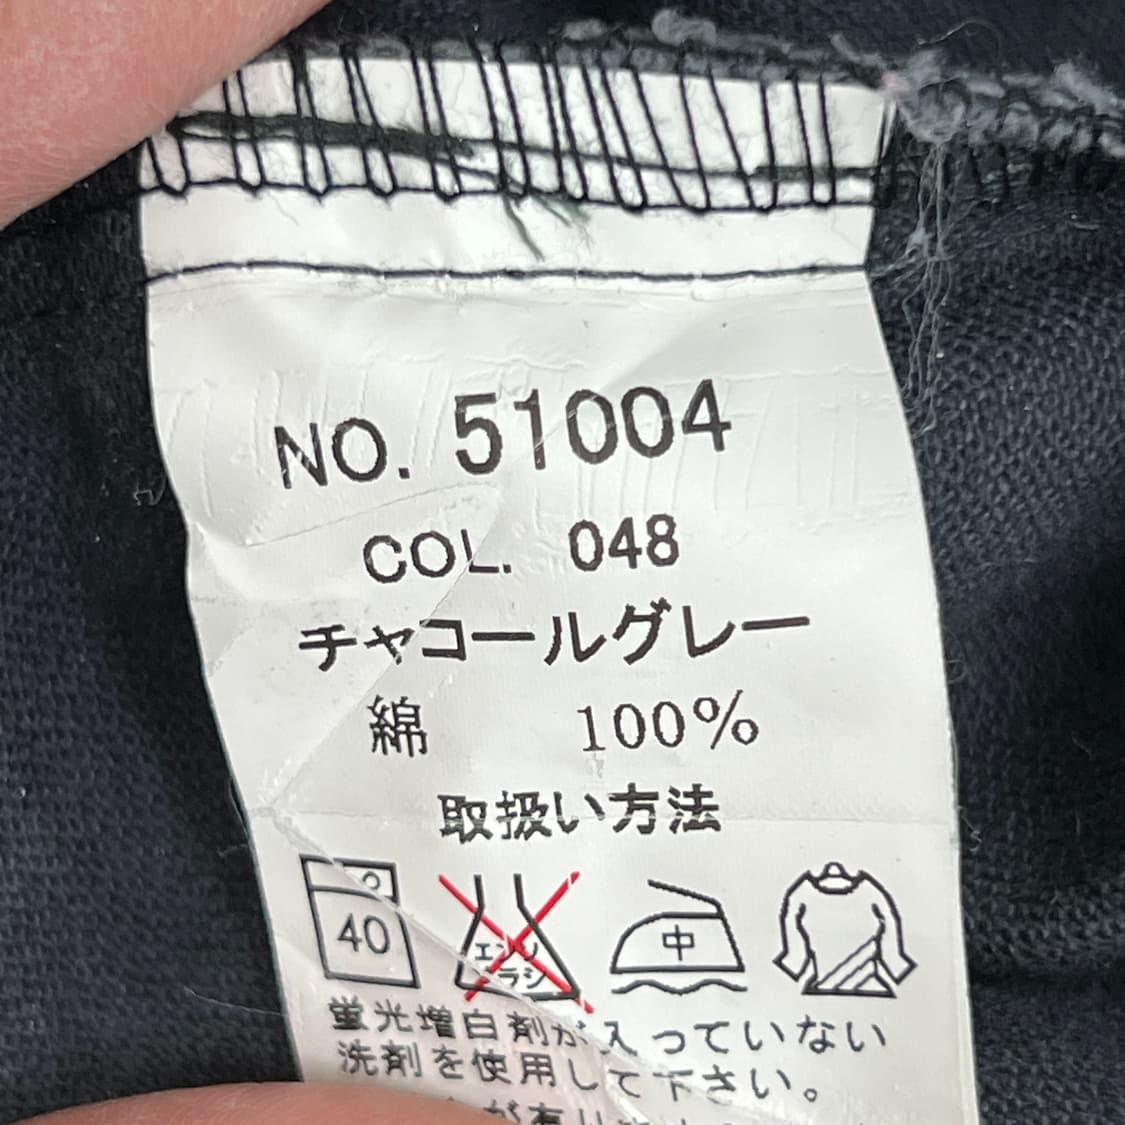 NO. 51004
COL. 048
チャコールグレー
綿 100%
取扱い方法
40 エンソ 中
ラシ
蛍光増白剤が入っていない
洗剤を使用して下さい。